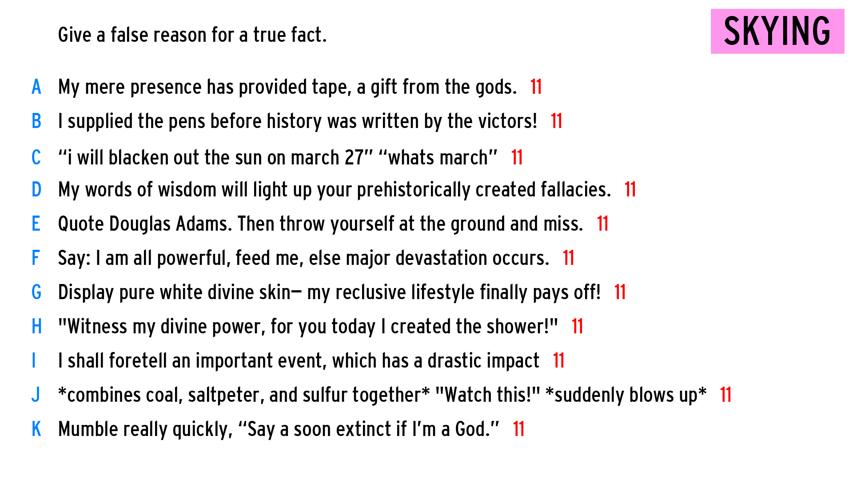 Give a false reason for a true fact.
SKYING
A My mere presence has provided tape, a gift from the gods. 11
B I supplied the pens before history was written by the victors! 11
C “i will blacken out the sun on march 27” “whats march” 11
D My words of wisdom will light up your prehistorically created fallacies. 11
E Quote Douglas Adams. Then throw yourself at the ground and miss. 11
F Say: I am all powerful, feed me, else major devastation occurs. 11
G Display pure white divine skin— my reclusive lifestyle finally pays off! 11
H "Witness my divine power, for you today I created the shower!" 11
I I shall foretell an important event, which has a drastic impact 11
J *combines coal, saltpeter, and sulfur together* "Watch this!" *suddenly blows up* 11
K Mumble really quickly, “Say a soon extinct if I’m a God.” 11